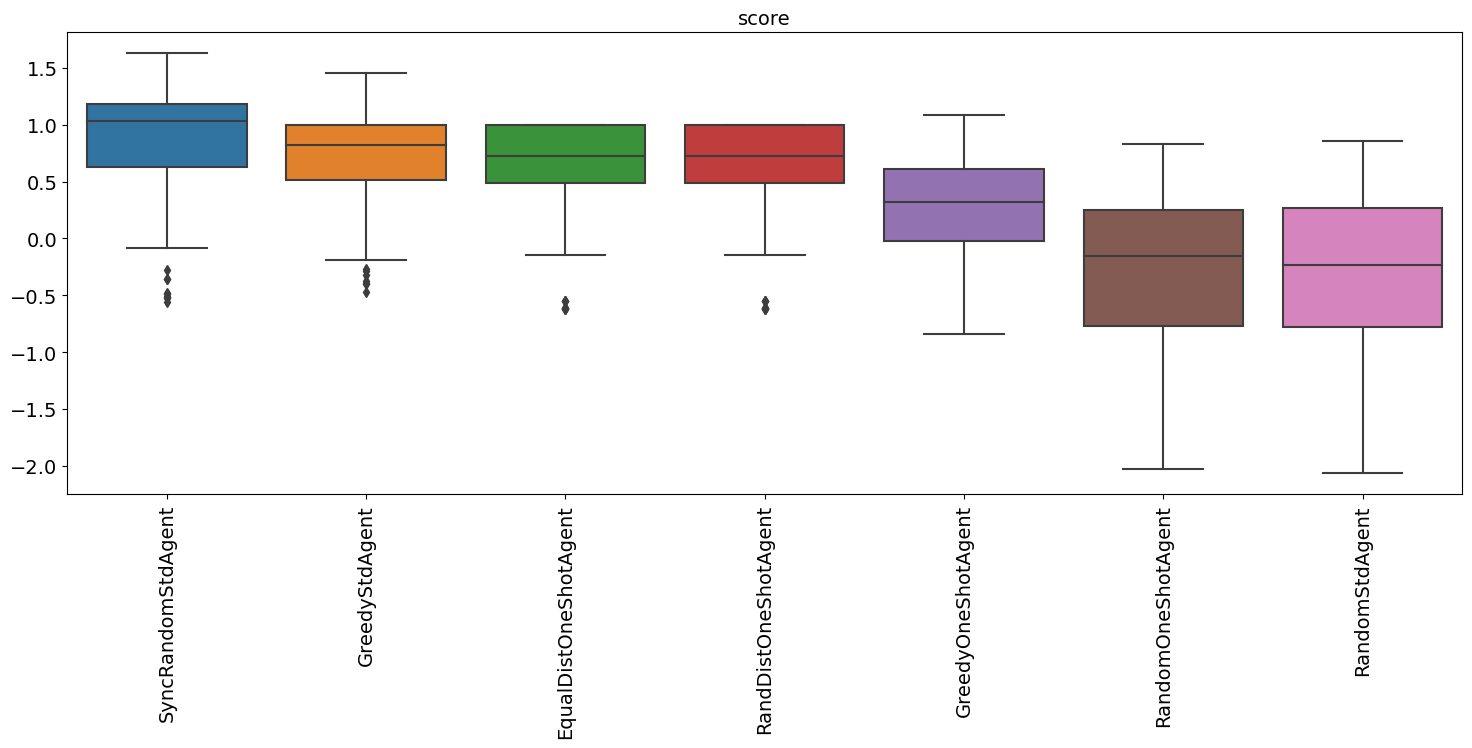 score
1.5
1.0
0.5
0.0
−0.5
−1.0
−1.5
−2.0
SyncRandomStdAgent
GreedyStdAgent
EqualDistOneShotAgent
RandDistOneShotAgent
GreedyOneShotAgent
RandomOneShotAgent
RandomStdAgent